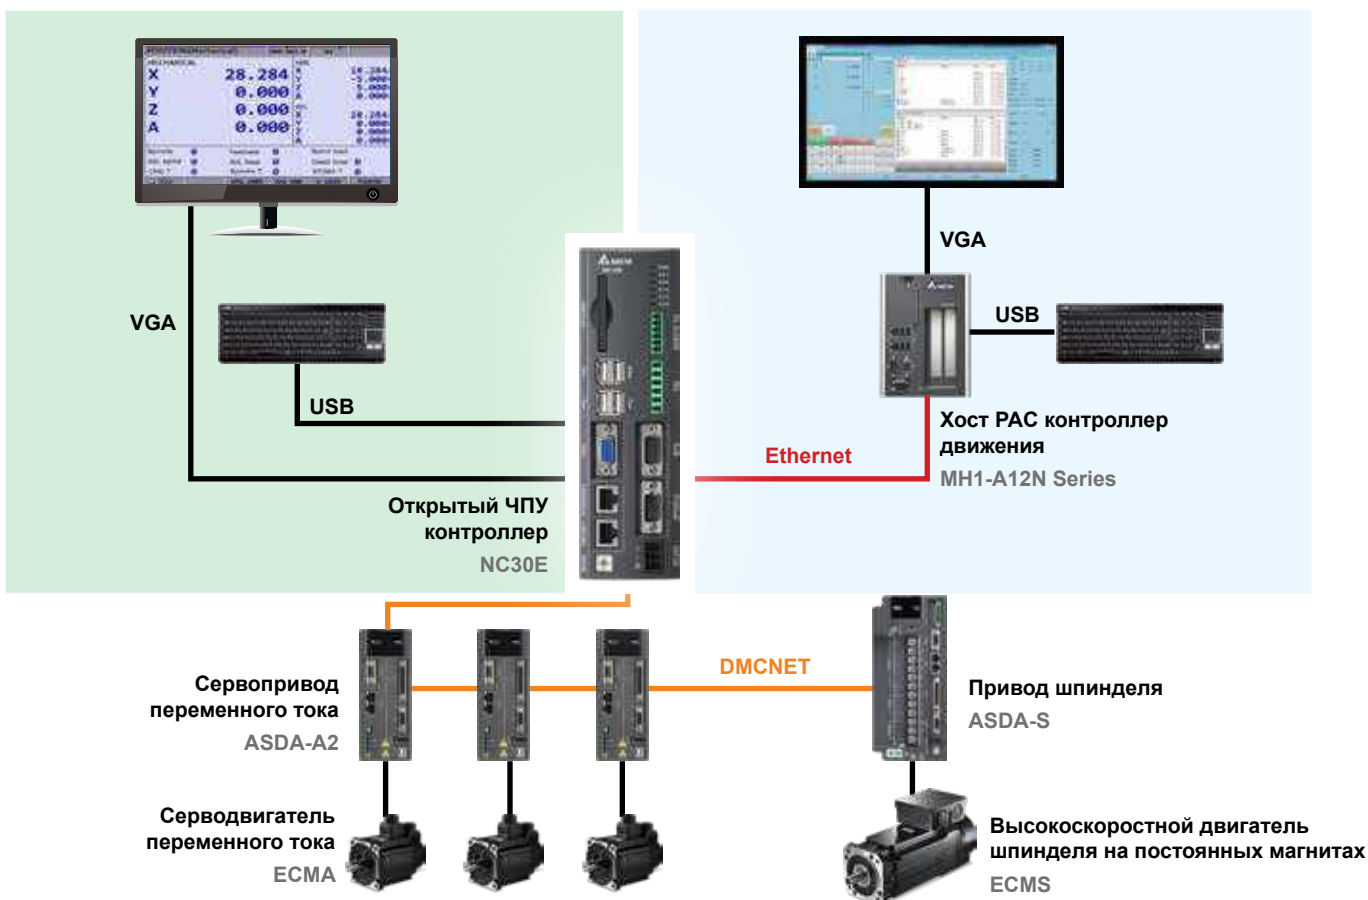 MECHANICAL
X 28.284
Y 0.000
Z 0.000
A 0.000
VGA
USB
VGA
USB
Ethernet
Хост PAC контроллер
движения
MH1-A12N Series
Открытый ЧПУ
контроллер
NC30E
DMCNET
Сервопривод
переменного тока
ASDA-A2
Привод шпинделя
ASDA-S
Серводвигатель
переменного тока
ECMA
Высокоскоростной двигатель
шпинделя на постоянных магнитах
ECMS